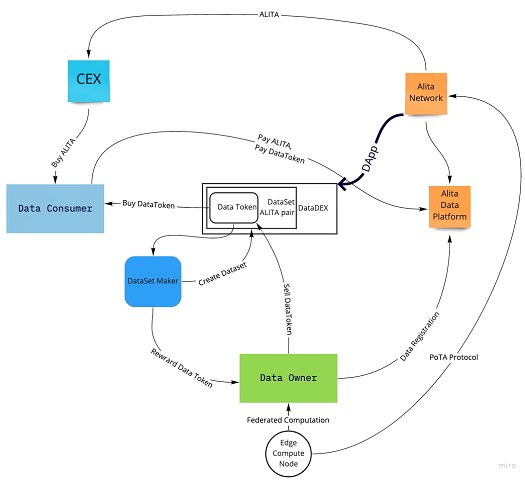 ALITA
CEX
Alita
Network
Buy ALITA
Pay ALITA,
Pay DataToken
DApp
Data Consumer
Buy DataToken
Data Token
DataSet
ALITA pair
DataDEX
Alita
Data
Platform
DataSet Maker
Create Dataset
Sell DataToken
Rewrard Data Token
Data Registration
PoTA Protocol
Data Owner
Federated Computation
Edge
Compute
Node
miro